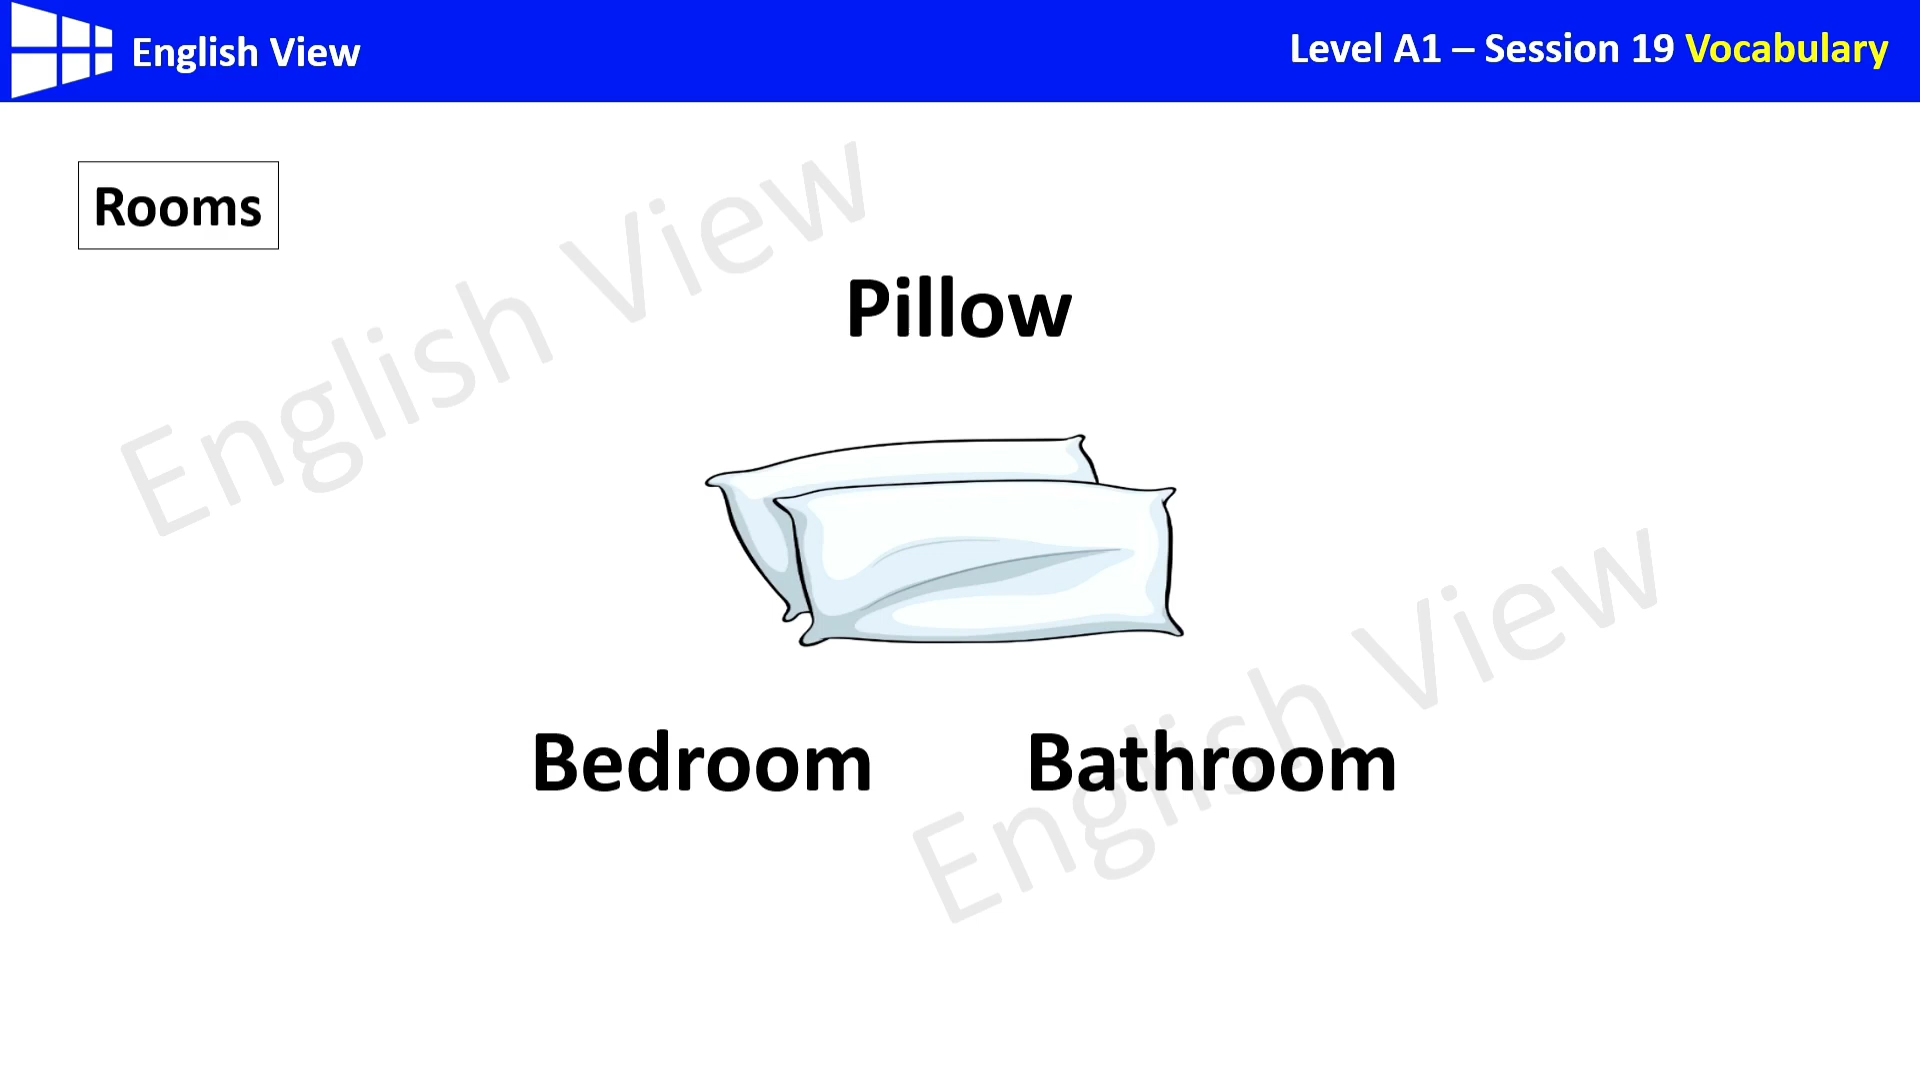 English View
Level A1 – Session 19 Vocabulary
Rooms
English View
Pillow
English View
Bedroom Bathroom